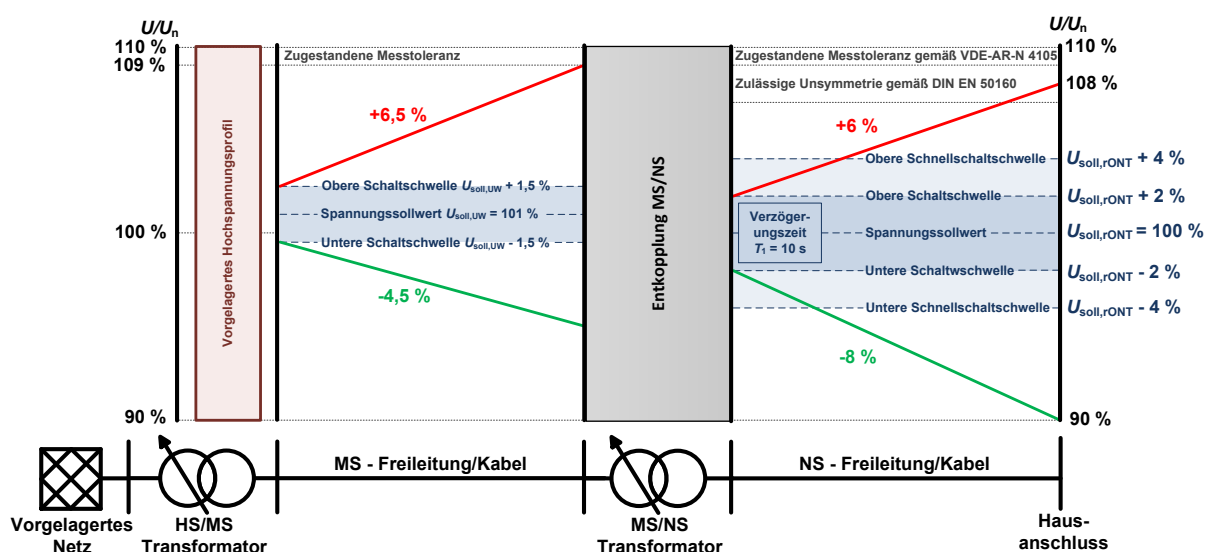 U/Un
110 %
109 %
100 %
90 %
Vorgelagertes Hochspannungsprofil
Zugestandene Messtoleranz
+6,5 %
Obere Schaltschwelle Usoll,UW + 1,5 %
Spannungssollwert Usoll,UW = 101 %
Untere Schaltschwelle Usoll,UW - 1,5 %
-4,5 %
Entkopplung MS/NS
Zugestandene Messtoleranz gemäß VDE-AR-N 4105
Zulässige Unsymmetrie gemäß DIN EN 50160
+6 %
Obere Schnellschaltschwelle
Obere Schaltschwelle
Verzöger-
ungszeit
T1 = 10 s
Spannungssollwert
Untere Schaltwschwelle
Untere Schnellschaltschwelle
-8 %
U/Un
110 %
108 %
Usoll,rONT + 4 %
Usoll,rONT + 2 %
Usoll,rONT = 100 %
Usoll,rONT - 2 %
Usoll,rONT - 4 %
90 %
MS - Freileitung/Kabel
NS - Freileitung/Kabel
Vorgelagertes
Netz
HS/MS
Transformator
MS/NS
Transformator
Haus-
anschluss